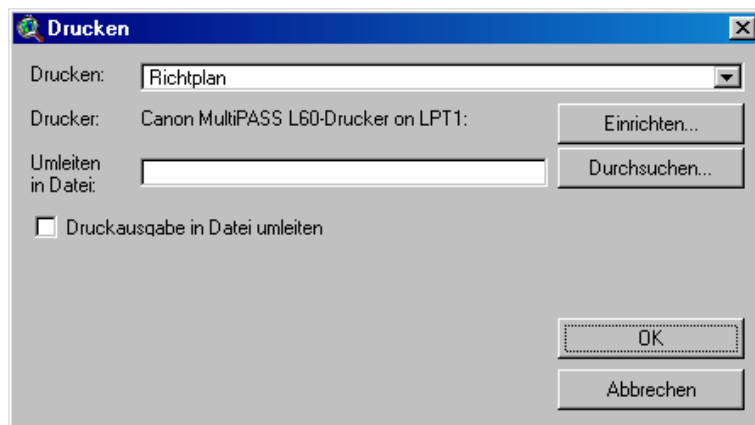 Drucken
Drucken: Richtplan
Drucker: Canon MultiPASS L60-Drucker on LPT1: Einrichten...
Umleiten
in Datei: Durchsuchen...
Druckausgabe in Datei umleiten
OK
Abbrechen